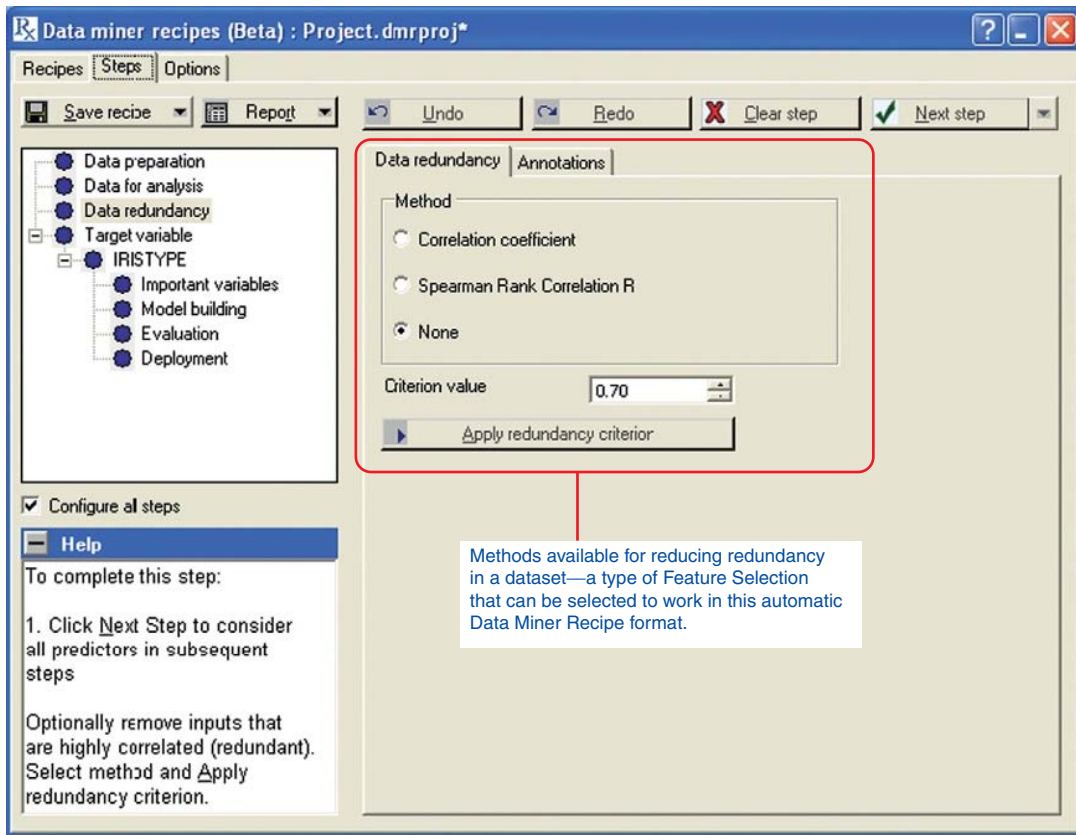 Data miner recipes (Beta) : Project.dmrproj*
Recipes Steps Options
Save recipe Report Undo Redo Clear step Next step
Data preparation
Data for analysis
Data redundancy
Target variable
IRISTYPE
Important variables
Model building
Evaluation
Deployment
Configure all steps
Help
To complete this step:
1. Click Next Step to consider
all predictors in subsequent
steps
Optionally remove inputs that
are highly correlated (redundant).
Select method and Apply
redundancy criterion.
Data redundancy Annotations
Method
Correlation coefficient
Spearman Rank Correlation R
None
Criterion value 0.70
Apply redundancy criterion
Methods available for reducing redundancy
in a dataset—a type of Feature Selection
that can be selected to work in this automatic
Data Miner Recipe format.